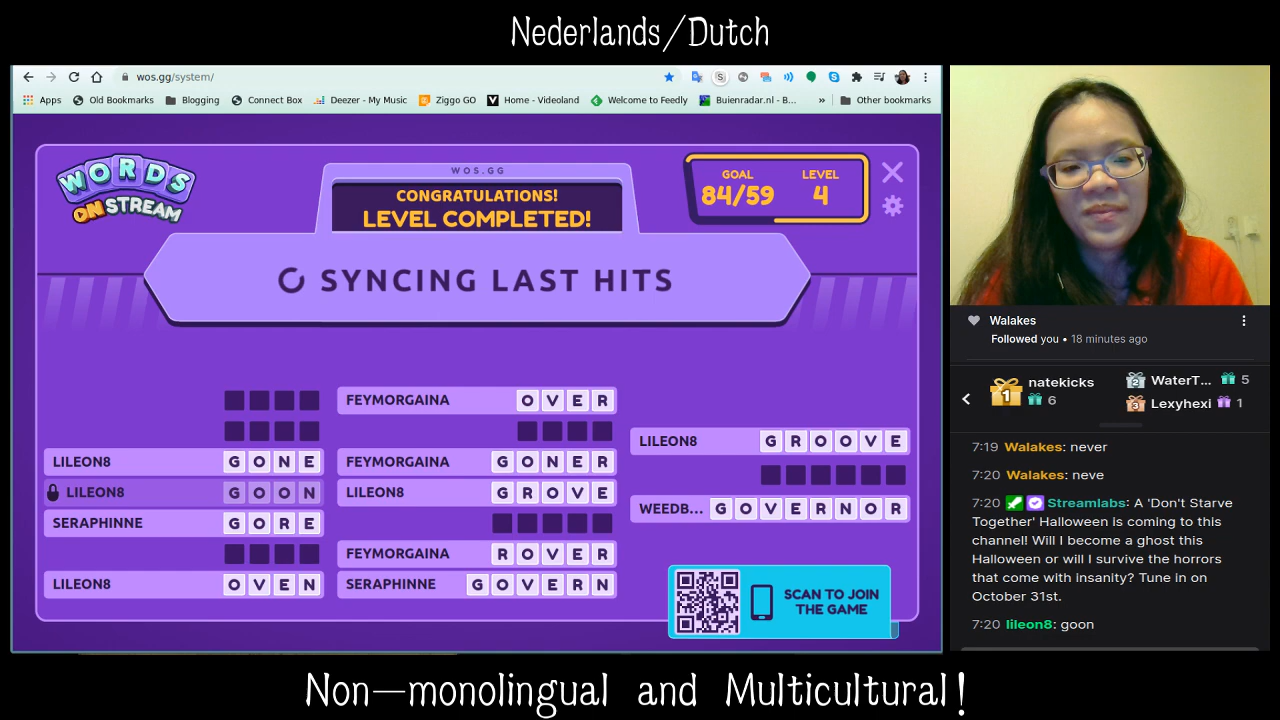 Nederlands/Dutch
wos.gg/system/
Apps Old Bookmarks Blogging Connect Box Deezer - My Music Ziggo GO Home - Videoland Welcome to Feedly Buienradar.nl - B... » Other bookmarks
WORDS
ON STREAM
WOS.GG
CONGRATULATIONS!
LEVEL COMPLETED!
GOAL LEVEL
84/59 4
SYNCING LAST HITS
LILEON8 GONE
LILEON8 GOON
SERAPHINNE GORE
LILEON8 OVEN
FEYMORGAINA OVER
FEYMORGAINA GONER
LILEON8 GROVE
FEYMORGAINA ROVER
SERAPHINNE GOVERN
LILEON8 GROOVE
WEEDB... GOVERNOR
SCAN TO JOIN
THE GAME
Walakes
Followed you • 18 minutes ago
1 natekicks
6
2 WaterT... 5
3 Lexyhexi 1
7:19 Walakes: never
7:20 Walakes: neve
7:20 Streamlabs: A 'Don't Starve
Together' Halloween is coming to this
channel! Will I become a ghost this
Halloween or will I survive the horrors
that come with insanity? Tune in on
October 31st.
7:20 lileon8: goon
Non-monolingual and Multicultural!